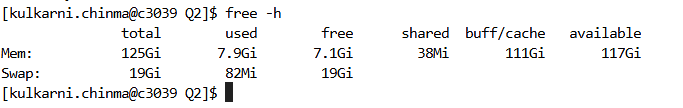 [kulkarni.chinma@c3039 Q2]$ free -h
              total        used        free      shared  buff/cache   available
Mem:          125Gi       7.9Gi       7.1Gi        38Mi       111Gi       117Gi
Swap:          19Gi        82Mi        19Gi
[kulkarni.chinma@c3039 Q2]$